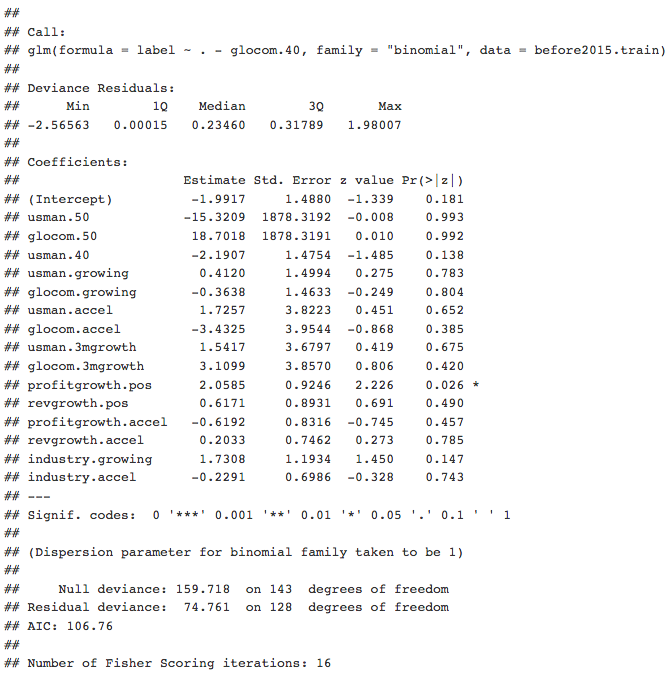 ##
## Call:
## glm(formula = label ~ . - glocom.40, family = "binomial", data = before2015.train)
##
## Deviance Residuals:
##      Min        1Q    Median        3Q       Max
## -2.56563   0.00015   0.23460   0.31789   1.98007
##
## Coefficients:
##                      Estimate Std. Error z value Pr(>|z|)
## (Intercept)           -1.9917     1.4880  -1.339    0.181
## usman.50             -15.3209  1878.3192  -0.008    0.993
## glocom.50             18.7018  1878.3191   0.010    0.992
## usman.40              -2.1907     1.4754  -1.485    0.138
## usman.growing          0.4120     1.4994   0.275    0.783
## glocom.growing        -0.3638     1.4633  -0.249    0.804
## usman.accel            1.7257     3.8223   0.451    0.652
## glocom.accel          -3.4325     3.9544  -0.868    0.385
## usman.3mgrowth         1.5417     3.6797   0.419    0.675
## glocom.3mgrowth        3.1099     3.8570   0.806    0.420
## profitgrowth.pos       2.0585     0.9246   2.226    0.026 *
## revgrowth.pos          0.6171     0.8931   0.691    0.490
## profitgrowth.accel    -0.6192     0.8316  -0.745    0.457
## revgrowth.accel        0.2033     0.7462   0.273    0.785
## industry.growing       1.7308     1.1934   1.450    0.147
## industry.accel        -0.2291     0.6986  -0.328    0.743
## ---
## Signif. codes:  0 '***' 0.001 '**' 0.01 '*' 0.05 '.' 0.1 ' ' 1
##
## (Dispersion parameter for binomial family taken to be 1)
##
##     Null deviance: 159.718  on 143  degrees of freedom
## Residual deviance:  74.761  on 128  degrees of freedom
## AIC: 106.76
##
## Number of Fisher Scoring iterations: 16